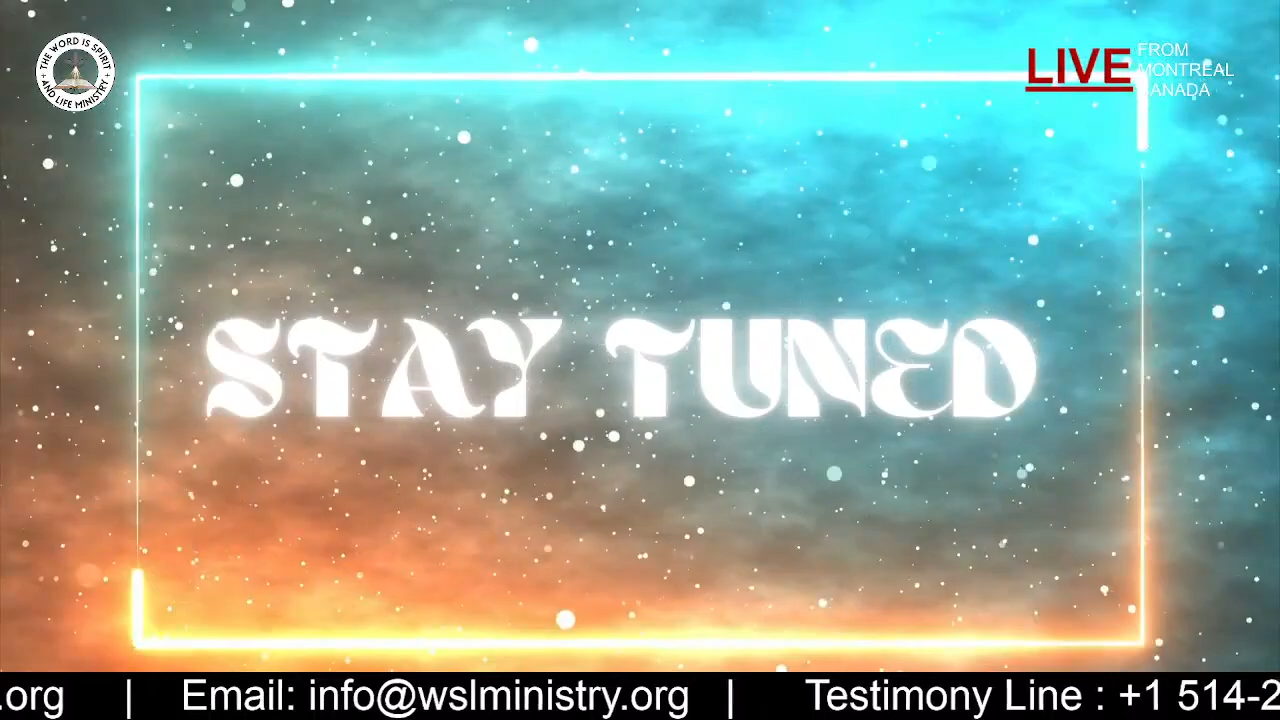 THE WORD IS SPIRIT
AND LIFE MINISTRY
LIVE
FROM
MONTREAL
CANADA
STAY TUNED
.org | Email: info@wslministry.org | Testimony Line : +1 514-2